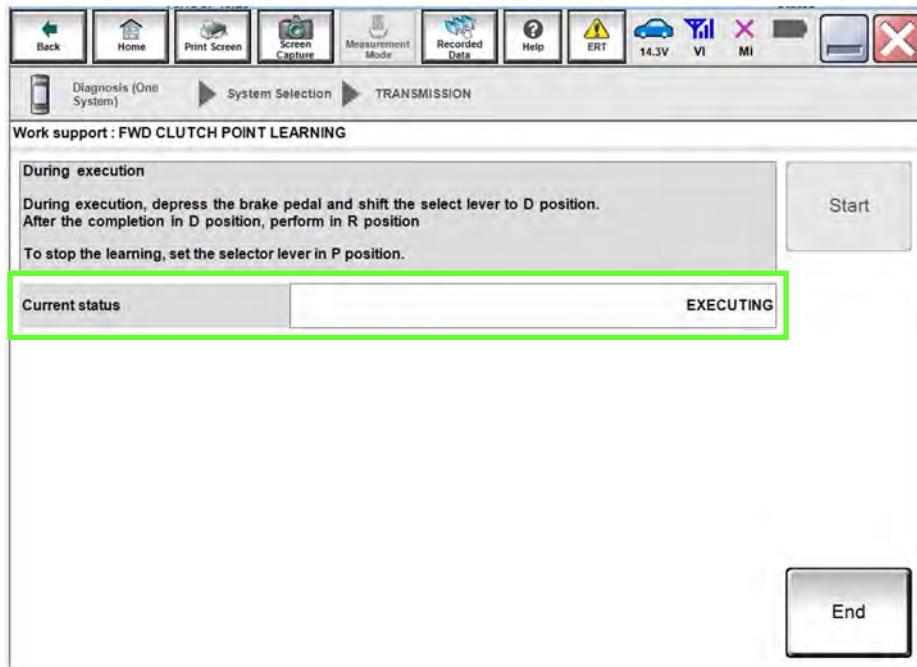 Back
Home
Print Screen
Screen
Capture
Measurement
Mode
Recorded
Data
Help
ERT
14.3V
VI
MI
Diagnosis (One
System)
System Selection
TRANSMISSION
Work support : FWD CLUTCH POINT LEARNING
During execution
During execution, depress the brake pedal and shift the select lever to D position.
After the completion in D position, perform in R position
To stop the learning, set the selector lever in P position.
Start
Current status
EXECUTING
End